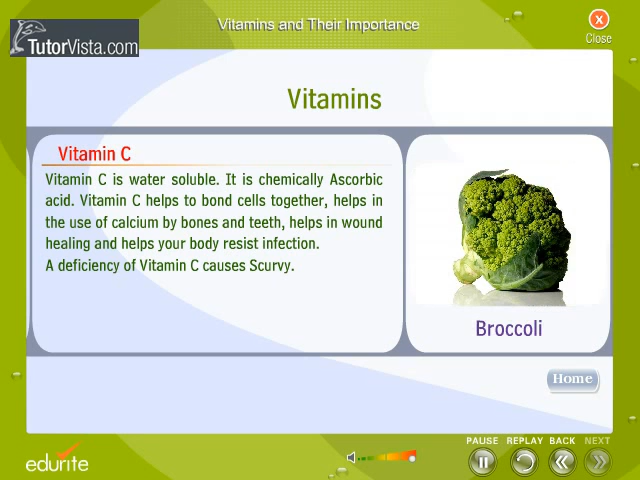 Vitamins and Their Importance
X
Close
TutorVista.com
Vitamins
Vitamin C
Vitamin C is water soluble. It is chemically Ascorbic
acid. Vitamin C helps to bond cells together, helps in
the use of calcium by bones and teeth, helps in wound
healing and helps your body resist infection.
A deficiency of Vitamin C causes Scurvy.
Broccoli
Home
PAUSE REPLAY BACK NEXT
edurite